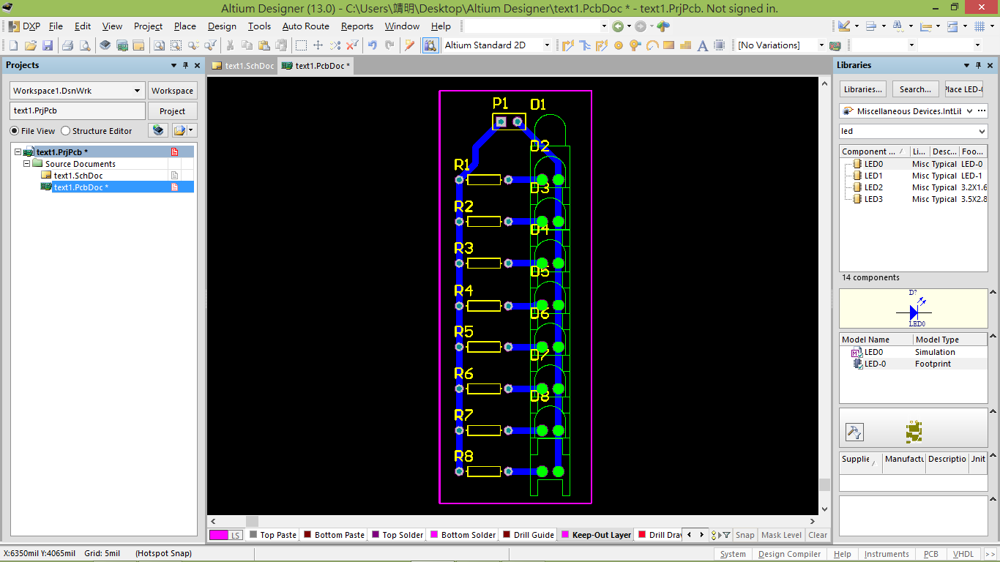 Altium Designer (13.0) - C:\Users\靖明\Desktop\Altium Designer\text1.PcbDoc * - text1.PrjPcb. Not signed in.
DXP File Edit View Project Place Design Tools Auto Route Reports Window Help
Altium Standard 2D [No Variations]
Projects
Workspace1.DsnWrk Workspace
text1.PrjPcb Project
File View Structure Editor
text1.PrjPcb *
Source Documents
text1.SchDoc
text1.PcbDoc *
text1.SchDoc text1.PcbDoc *
P1 D1
D2
R1
D3
R2
D4
R3
D5
R4
D6
R5
D7
R6
D8
R7
R8
LS Top Paste Bottom Paste Top Solder Bottom Solder Drill Guide Keep-Out Layer Drill Dra Snap Mask Level Clear
Libraries
Libraries... Search... Place LED-
Miscellaneous Devices.IntLib ...
led
Component ... Li... Desc... Foo...
LED0 Misc Typical LED-0
LED1 Misc Typical LED-1
LED2 Misc Typical 3.2X1.6
LED3 Misc Typical 3.5X2.8
14 components
D?
LED0
Model Name Model Type
LED0 Simulation
LED-0 Footprint
Supplie Manufactu Descriptio Unit
X:6350mil Y:4065mil Grid: 5mil (Hotspot Snap)
System Design Compiler Help Instruments PCB VHDL >>